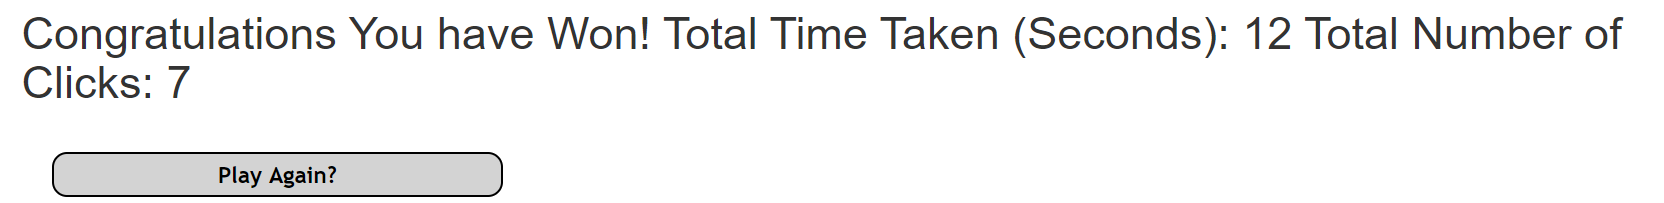 Congratulations You have Won! Total Time Taken (Seconds): 12 Total Number of
Clicks: 7
Play Again?